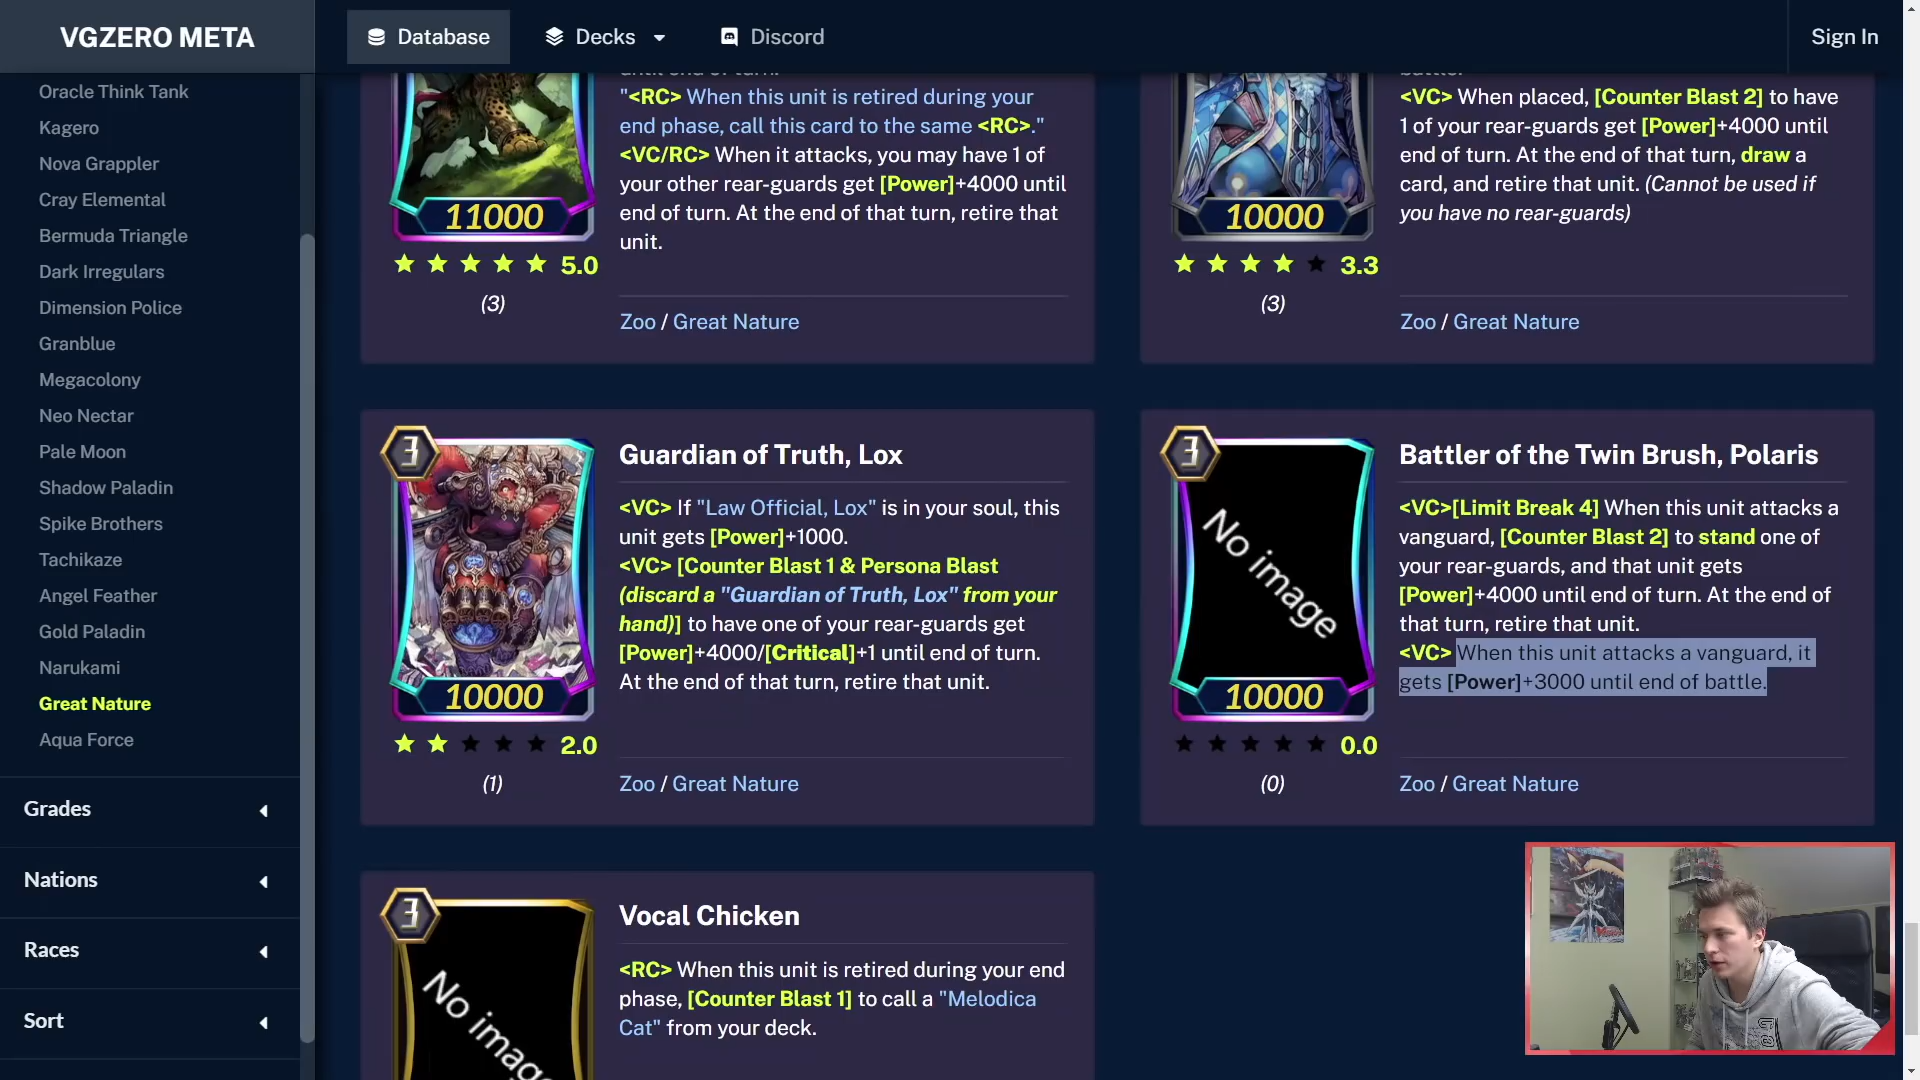 VGZERO META
Database
Decks
Discord
Sign In
Oracle Think Tank
Kagero
Nova Grappler
Cray Elemental
Bermuda Triangle
Dark Irregulars
Dimension Police
Granblue
Megacolony
Neo Nectar
Pale Moon
Shadow Paladin
Spike Brothers
Tachikaze
Angel Feather
Gold Paladin
Narukami
Great Nature
Aqua Force
Grades
Nations
Races
Sort
until end of turn.
"<RC> When this unit is retired during your
end phase, call this card to the same <RC>."
<VC/RC> When it attacks, you may have 1 of
your other rear-guards get [Power]+4000 until
end of turn. At the end of that turn, retire that
unit.
11000
5.0
(3)
Zoo / Great Nature
battle.
<VC> When placed, [Counter Blast 2] to have
1 of your rear-guards get [Power]+4000 until
end of turn. At the end of that turn, draw a
card, and retire that unit. (Cannot be used if
you have no rear-guards)
10000
3.3
(3)
Zoo / Great Nature
3
Guardian of Truth, Lox
<VC> If "Law Official, Lox" is in your soul, this
unit gets [Power]+1000.
<VC> [Counter Blast 1 & Persona Blast
(discard a "Guardian of Truth, Lox" from your
hand)] to have one of your rear-guards get
[Power]+4000/[Critical]+1 until end of turn.
At the end of that turn, retire that unit.
10000
2.0
(1)
Zoo / Great Nature
3
No image
Battler of the Twin Brush, Polaris
<VC>[Limit Break 4] When this unit attacks a
vanguard, [Counter Blast 2] to stand one of
your rear-guards, and that unit gets
[Power]+4000 until end of turn. At the end of
that turn, retire that unit.
<VC> When this unit attacks a vanguard, it
gets [Power]+3000 until end of battle.
10000
0.0
(0)
Zoo / Great Nature
3
No image
Vocal Chicken
<RC> When this unit is retired during your end
phase, [Counter Blast 1] to call a "Melodica
Cat" from your deck.